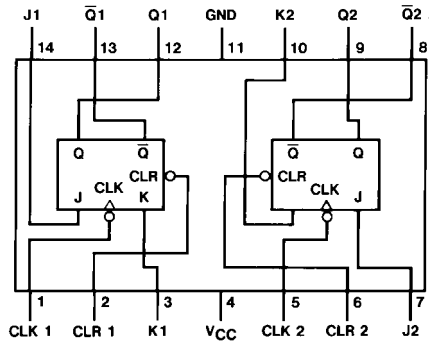 J1 Q̅1 Q1 GND K2 Q2 Q̅2
14 13 12 11 10 9 8
Q Q̅ Q̅ Q
CLR CLR
CLK CLK
J K J
1 2 3 4 5 6 7
CLK 1 CLR 1 K1 VCC CLK 2 CLR 2 J2